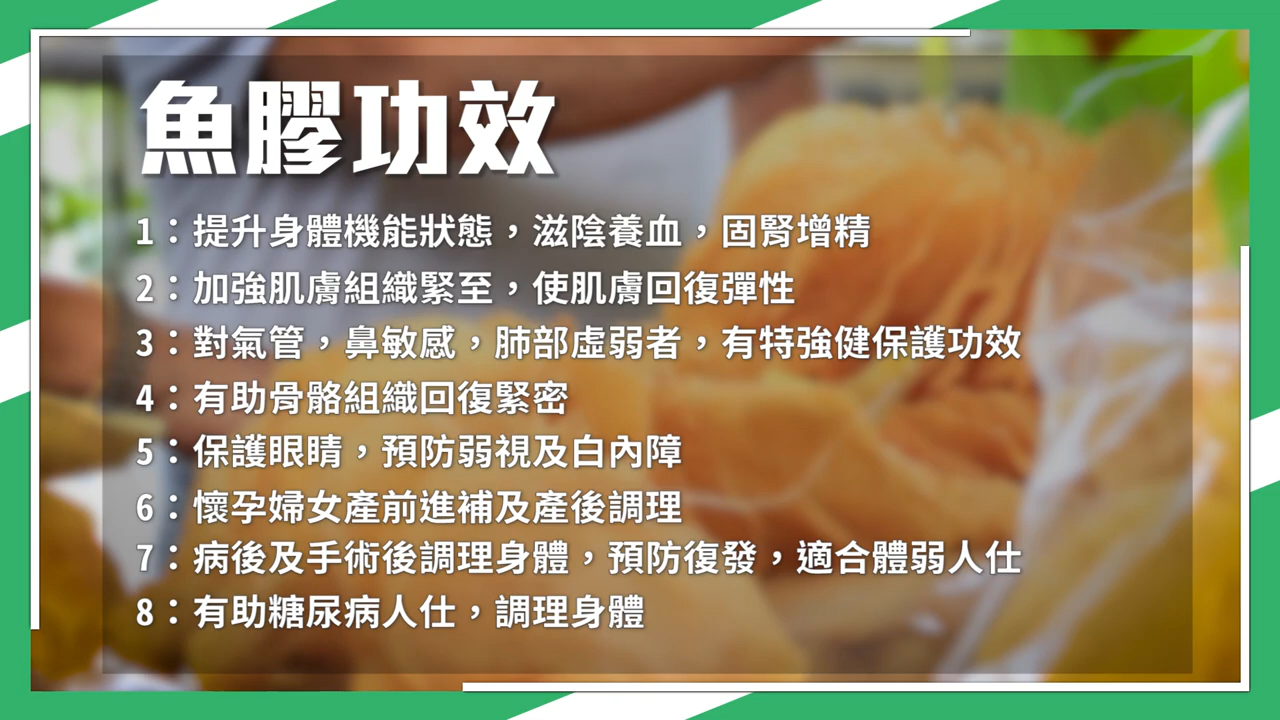 魚膠功效
1：提升身體機能狀態，滋陰養血，固腎增精
2：加強肌膚組織緊至，使肌膚回復彈性
3：對氣管，鼻敏感，肺部虛弱者，有特強健保護功效
4：有助骨骼組織回復緊密
5：保護眼睛，預防弱視及白內障
6：懷孕婦女產前進補及產後調理
7：病後及手術後調理身體，預防復發，適合體弱人仕
8：有助糖尿病人仕，調理身體